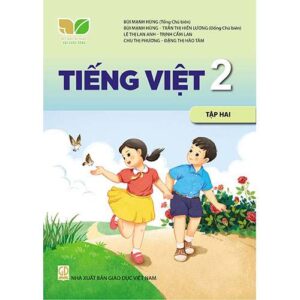 BÙI MẠNH HÙNG (Tổng Chủ biên)
BÙI MẠNH HÙNG - TRẦN THỊ HIỀN LƯƠNG (Đồng Chủ biên)
LÊ THỊ LAN ANH - TRỊNH CẨM LAN
CHU THỊ PHƯƠNG - ĐẶNG THỊ HẢO TÂM
TIẾNG VIỆT 2
TẬP HAI
NHÀ XUẤT BẢN GIÁO DỤC VIỆT NAM